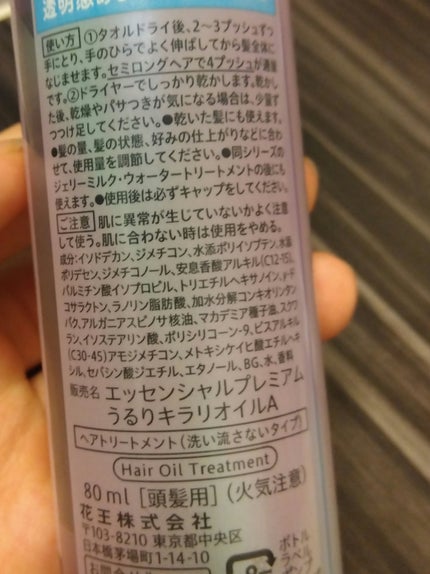 透明感あ
使い方 ①タオルドライ後、2～3プッシュずつ
手にとり、手のひらでよく伸ばしてから髪全体に
なじませます。セミロングヘアで4プッシュが適量
です。②ドライヤーでしっかり乾かします。乾かし
た後、乾燥やパサつきが気になる場合は、少量ずつ
つけ足してください。●乾いた髪にも使えます。
●髪の量、髪の状態、好みの仕上がりなどに合わ
せて、使用量を調節してください。●同シリーズの
ジェリーミルク・ウォータートリートメントの後にも
使えます。●使用後は必ずキャップをしてください。
ご注意 肌に異常が生じていないかよく注意
して使う。肌に合わない時は使用をやめる。
成分:イソドデカン、ジメチコン、水添ポリイソブテン、水添
ポリデセン、ジメチコノール、安息香酸アルキル(C12-15)、
パルミチン酸イソプロピル、トリエチルヘキサノイン、γ-ド
コサラクトン、ラノリン脂肪酸、加水分解コンキオリンタン
パク、アルガニアスピノサ核油、マカデミア種子油、スクワ
ラン、イソステアリン酸、ポリシリコーン-9、ビスアルキル
(C30-45)アモジメチコン、メトキシケイヒ酸エチルヘキ
シル、セバシン酸ジエチル、エタノール、BG、水、香料
販売名 エッセンシャルプレミアム
うるりキラリオイルA
ヘアトリートメント(洗い流さないタイプ)
Hair Oil Treatment
80ml [頭髪用] (火気注意)
花王株式会社
〒103-8210 東京都中央区
日本橋茅場町1-14-10
ボトル
ラベル
お問合